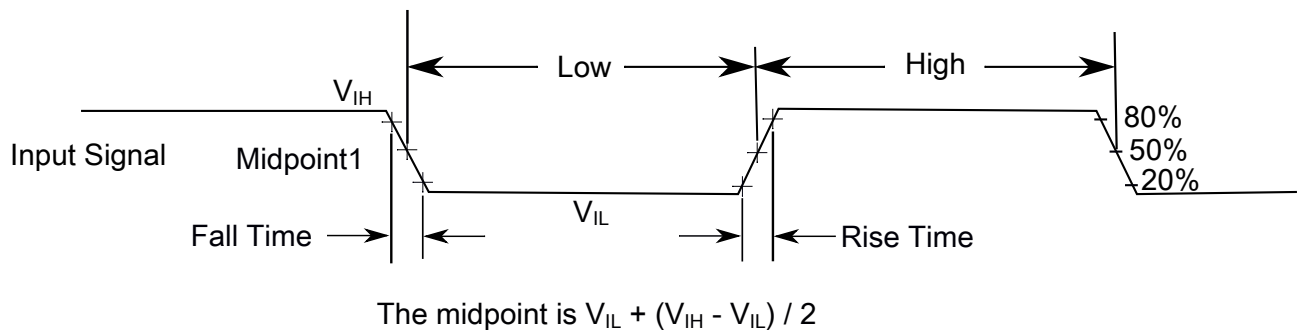 Low
High
V_IH
80%
Input Signal
Midpoint1
50%
20%
V_IL
Fall Time
Rise Time
The midpoint is V_IL + (V_IH - V_IL) / 2